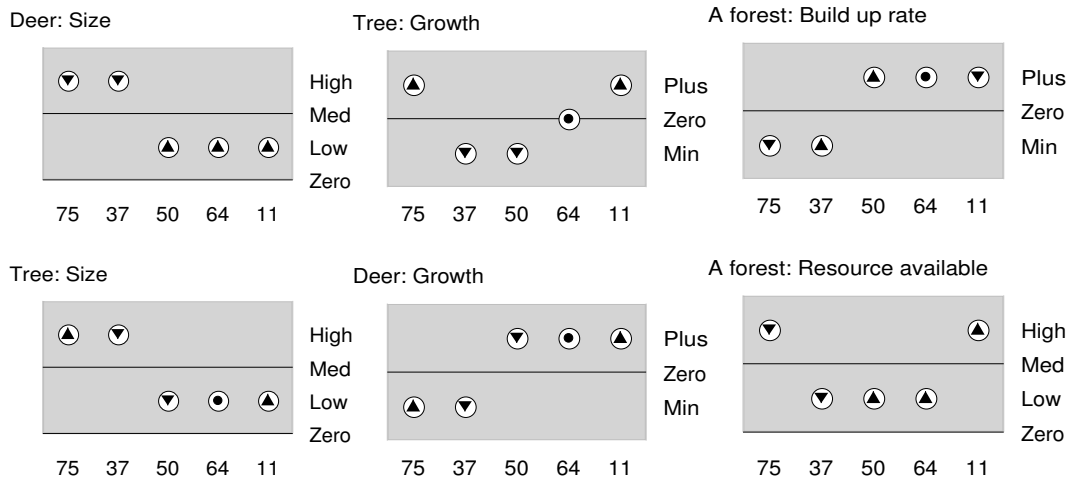 Deer: Size
High
Med
Low
Zero
75 37 50 64 11
Tree: Growth
Plus
Zero
Min
75 37 50 64 11
A forest: Build up rate
Plus
Zero
Min
75 37 50 64 11
Tree: Size
High
Med
Low
Zero
75 37 50 64 11
Deer: Growth
Plus
Zero
Min
75 37 50 64 11
A forest: Resource available
High
Med
Low
Zero
75 37 50 64 11